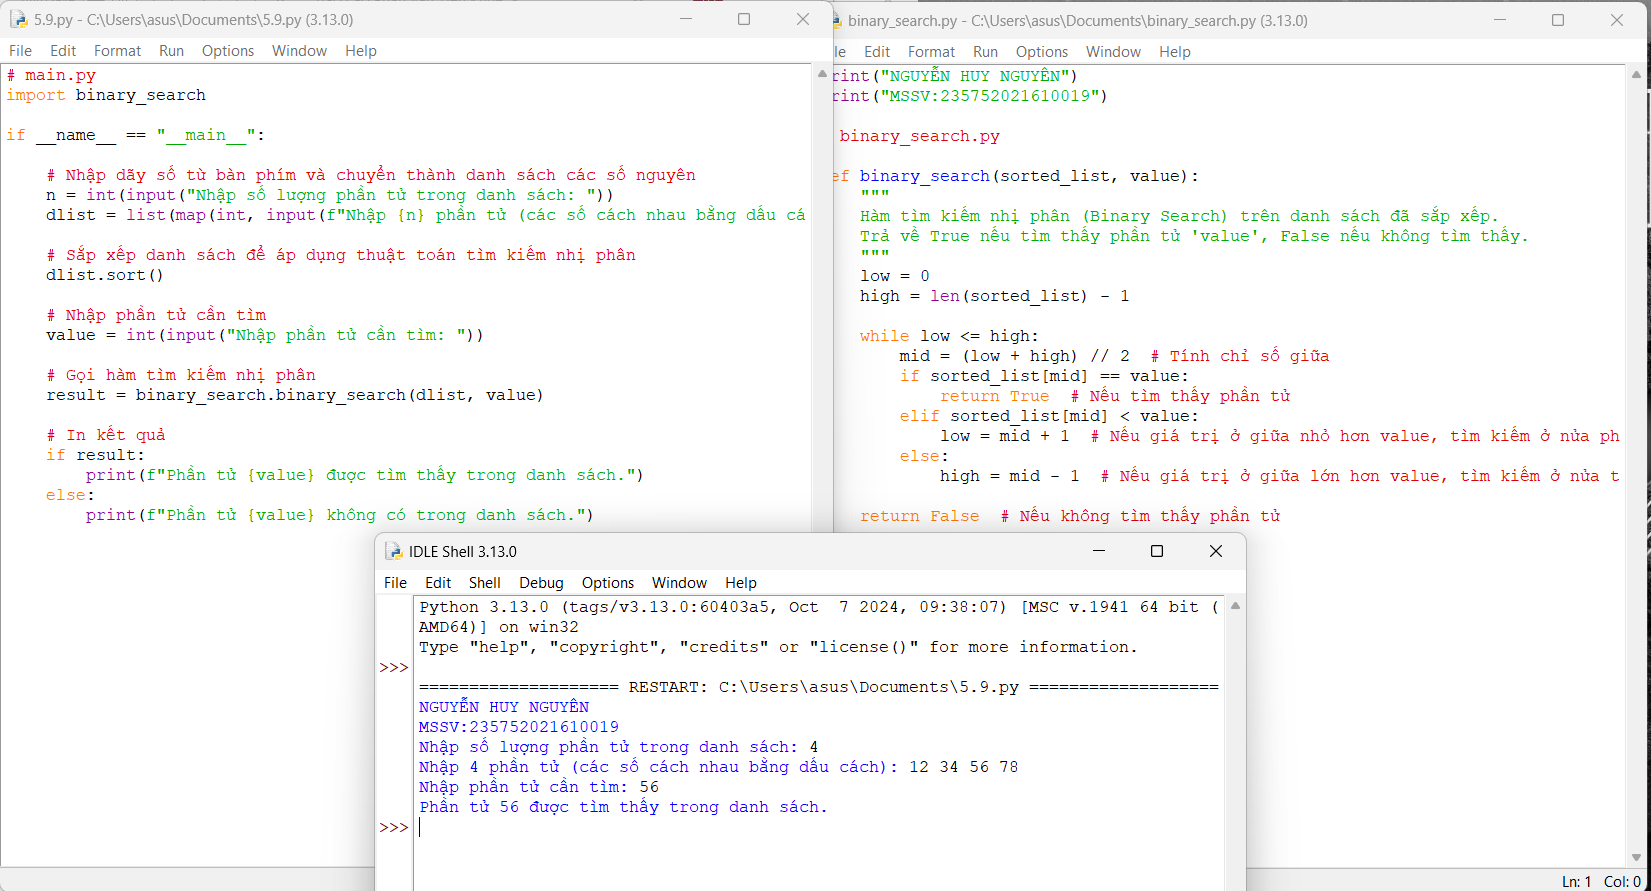 5.9.py - C:\Users\asus\Documents\5.9.py (3.13.0)
File Edit Format Run Options Window Help
# main.py
import binary_search
if __name__ == "__main__":
# Nhập dãy số từ bàn phím và chuyển thành danh sách các số nguyên
n = int(input("Nhập số lượng phần tử trong danh sách: "))
dlist = list(map(int, input(f"Nhập {n} phần tử (các số cách nhau bằng dấu cá
# Sắp xếp danh sách để áp dụng thuật toán tìm kiếm nhị phân
dlist.sort()
# Nhập phần tử cần tìm
value = int(input("Nhập phần tử cần tìm: "))
# Gọi hàm tìm kiếm nhị phân
result = binary_search.binary_search(dlist, value)
# In kết quả
if result:
print(f"Phần tử {value} được tìm thấy trong danh sách.")
else:
print(f"Phần tử {value} không có trong danh sách.")
binary_search.py - C:\Users\asus\Documents\binary_search.py (3.13.0)
le Edit Format Run Options Window Help
rint("NGUYỄN HUY NGUYÊN")
rint("MSSV:235752021610019")
binary_search.py
ef binary_search(sorted_list, value):
"""
Hàm tìm kiếm nhị phân (Binary Search) trên danh sách đã sắp xếp.
Trả về True nếu tìm thấy phần tử 'value', False nếu không tìm thấy.
"""
low = 0
high = len(sorted_list) - 1
while low <= high:
mid = (low + high) // 2  # Tính chỉ số giữa
if sorted_list[mid] == value:
return True  # Nếu tìm thấy phần tử
elif sorted_list[mid] < value:
low = mid + 1  # Nếu giá trị ở giữa nhỏ hơn value, tìm kiếm ở nửa ph
else:
high = mid - 1  # Nếu giá trị ở giữa lớn hơn value, tìm kiếm ở nửa t
return False  # Nếu không tìm thấy phần tử
Ln: 1 Col: 0
IDLE Shell 3.13.0
File Edit Shell Debug Options Window Help
Python 3.13.0 (tags/v3.13.0:60403a5, Oct  7 2024, 09:38:07) [MSC v.1941 64 bit (
AMD64)] on win32
Type "help", "copyright", "credits" or "license()" for more information.
>>>
==================== RESTART: C:\Users\asus\Documents\5.9.py ===================
NGUYỄN HUY NGUYÊN
MSSV:235752021610019
Nhập số lượng phần tử trong danh sách: 4
Nhập 4 phần tử (các số cách nhau bằng dấu cách): 12 34 56 78
Nhập phần tử cần tìm: 56
Phần tử 56 được tìm thấy trong danh sách.
>>>